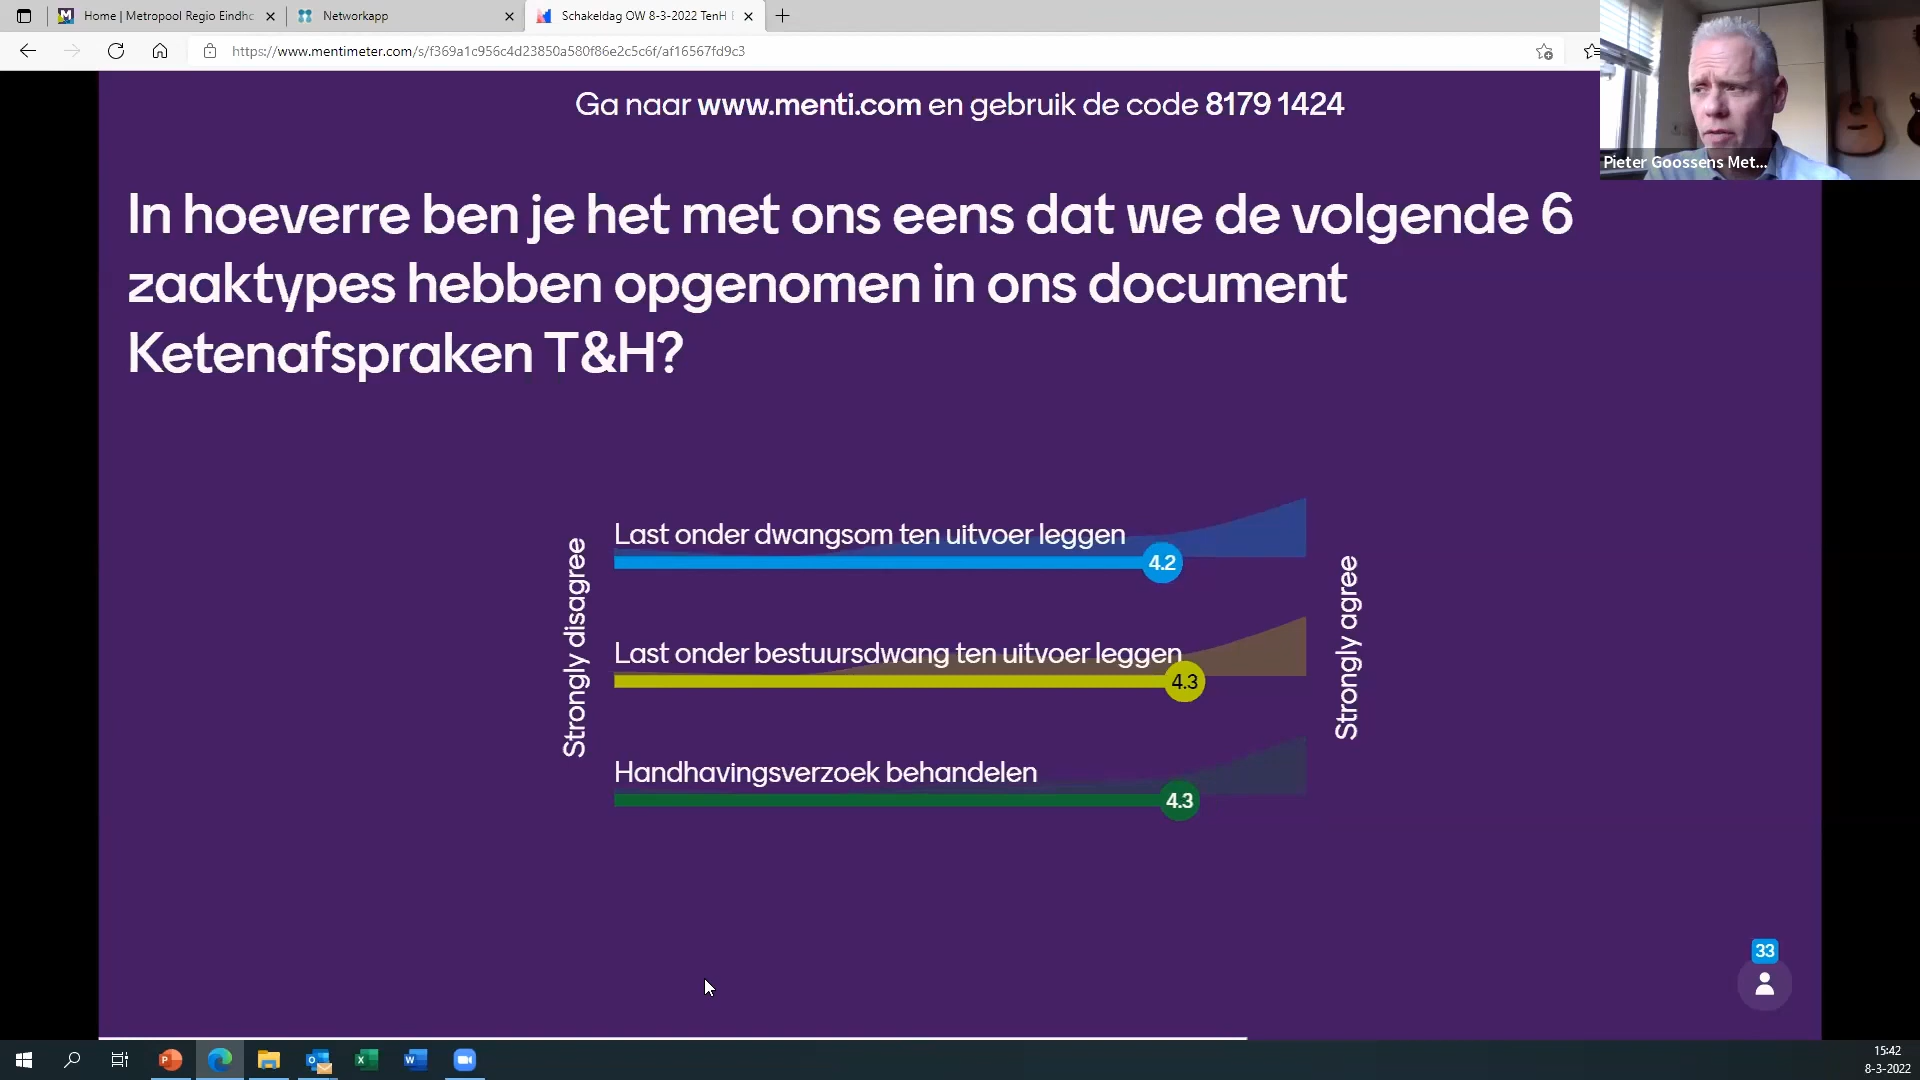 Home | Metropool Regio Eindho
Networkapp
Schakeldag OW 8-3-2022 TenH
https://www.mentimeter.com/s/f369a1c956c4d23850a580f86e2c5c6f/af16567fd9c3
Ga naar www.menti.com en gebruik de code 8179 1424
Pieter Goossens Met...
In hoeverre ben je het met ons eens dat we de volgende 6
zaaktypes hebben opgenomen in ons document
Ketenafspraken T&H?
Strongly disagree
Last onder dwangsom ten uitvoer leggen
4.2
Last onder bestuursdwang ten uitvoer leggen
4.3
Handhavingsverzoek behandelen
4.3
Strongly agree
33
15:42
8-3-2022